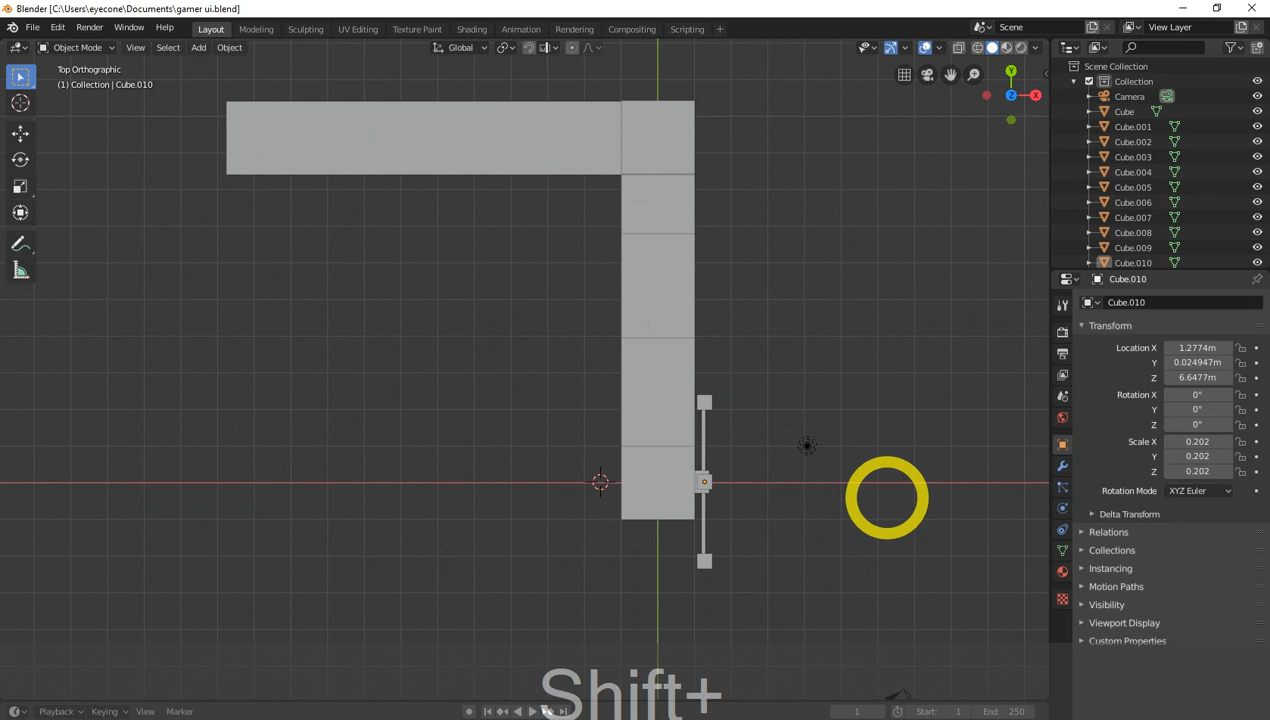 Blender [C:\Users\eyecone\Documents\gamer ui.blend]
File Edit Render Window Help Layout Modeling Sculpting UV Editing Texture Paint Shading Animation Rendering Compositing Scripting + Scene View Layer
Object Mode View Select Add Object Global
Top Orthographic
(1) Collection | Cube.010
Y
Z
X
Scene Collection
Collection
Camera
Cube
Cube.001
Cube.002
Cube.003
Cube.004
Cube.005
Cube.006
Cube.007
Cube.008
Cube.009
Cube.010
Cube.010
Cube.010
Transform
Location X 1.2774m
Y 0.024947m
Z 6.6477m
Rotation X 0°
Y 0°
Z 0°
Scale X 0.202
Y 0.202
Z 0.202
Rotation Mode XYZ Euler
Delta Transform
Relations
Collections
Instancing
Motion Paths
Visibility
Viewport Display
Custom Properties
Shift+
Playback Keying View Marker 1 Start: 1 End: 250